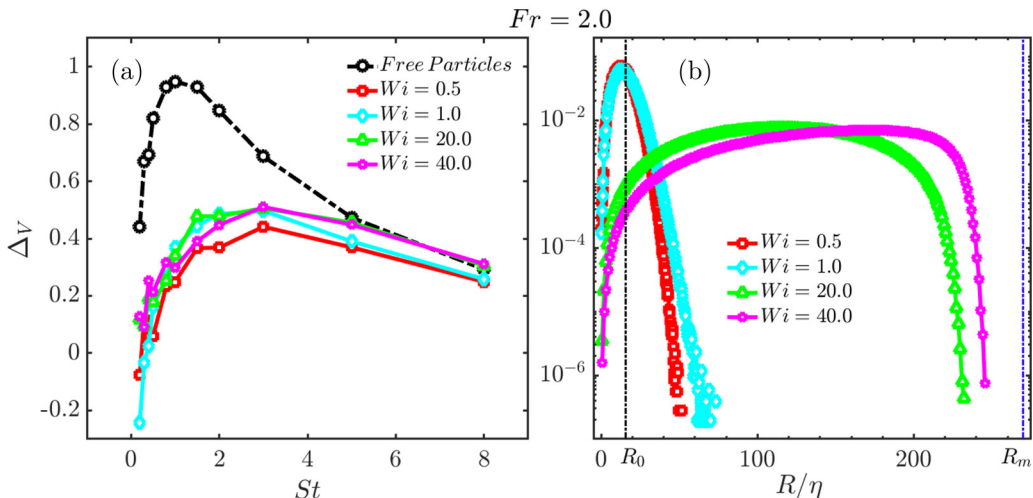 Fr = 2.0
(a)
Free Particles
Wi = 0.5
Wi = 1.0
Wi = 20.0
Wi = 40.0
1
0.8
0.6
0.4
0.2
0
-0.2
Δ_V
0 2 4 6 8
St
(b)
Wi = 0.5
Wi = 1.0
Wi = 20.0
Wi = 40.0
10⁻²
10⁻⁴
10⁻⁶
0 R₀ 100 200 Rₘ
R/η